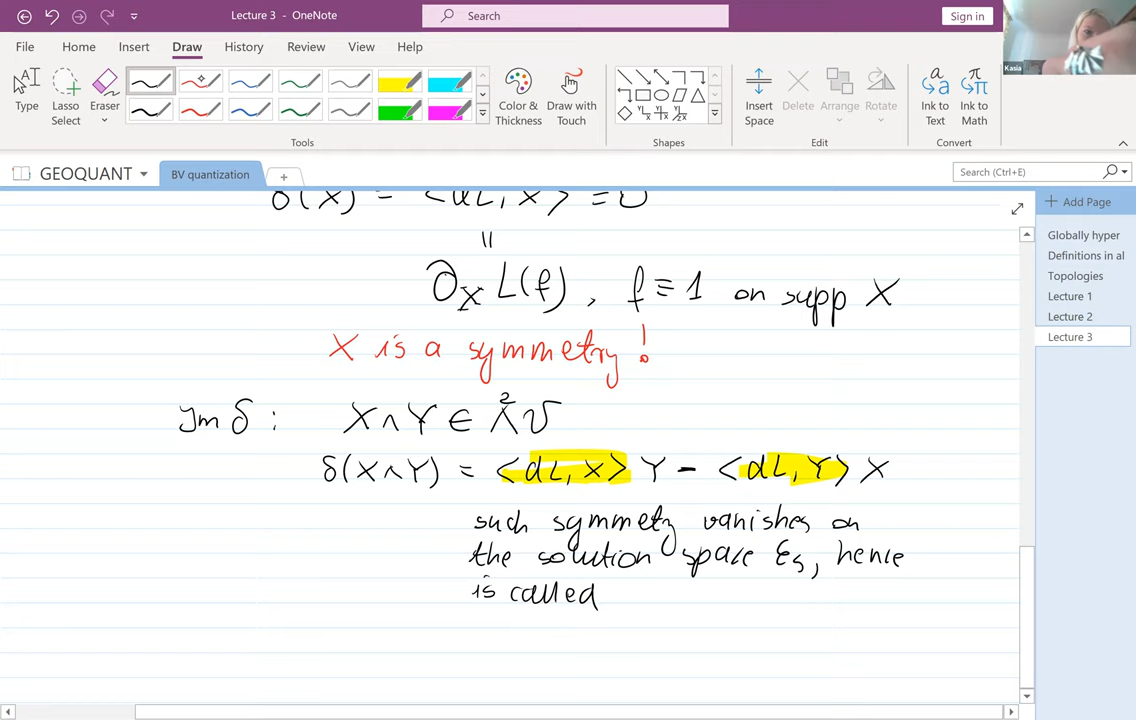 Lecture 3 - OneNote
Search
Sign in
Kasia
File Home Insert Draw History Review View Help
Type
Lasso Select
Eraser
Color & Thickness
Draw with Touch
Insert Space
Delete
Arrange
Rotate
Ink to Text
Ink to Math
Tools
Shapes
Edit
Convert
GEOQUANT
BV quantization
Search (Ctrl+E)
Add Page
Globally hyper
Definitions in al
Topologies
Lecture 1
Lecture 2
Lecture 3
δ(X) = <dL, X> = 0
=
∂_X L(f), f ≡ 1 on supp X
X is a symmetry!
Im δ : X ∧ Y ∈ Λ² V
δ(X∧Y) = <dL, X> Y - <dL, Y> X
such symmetry vanishes on
the solution space E_S, hence
is called